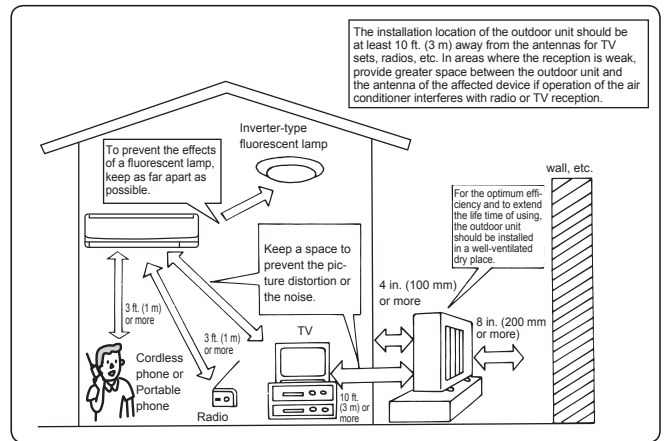 The installation location of the outdoor unit should be
at least 10 ft. (3 m) away from the antennas for TV
sets, radios, etc. In areas where the reception is weak,
provide greater space between the outdoor unit and
the antenna of the affected device if operation of the air
conditioner interferes with radio or TV reception.
Inverter-type
fluorescent lamp
To prevent the effects
of a fluorescent lamp,
keep as far apart as
possible.
wall, etc.
For the optimum effi-
ciency and to extend
the life time of using,
the outdoor unit
should be installed
in a well-ventilated
dry place.
Keep a space to
prevent the pic-
ture distortion or
the noise.
4 in. (100 mm)
or more
8 in. (200 mm
or more)
3 ft. (1 m)
or more
3 ft. (1 m)
or more
TV
Cordless
phone or
Portable
phone
Radio
10 ft.
(3 m) or
more